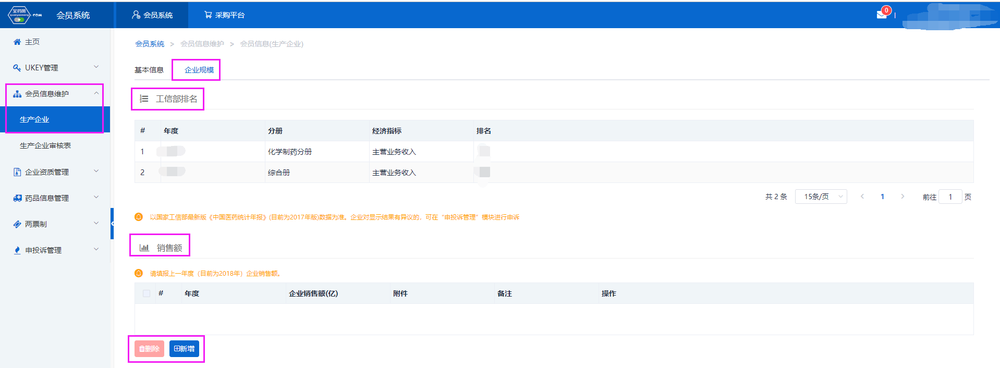 全药网
quanyaowang
.COM
会员系统
会员系统
采购平台
0
主页
UKEY管理
会员信息维护
生产企业
生产企业审核表
企业资质管理
药品信息管理
两票制
申投诉管理
会员系统 > 会员信息维护 > 会员信息(生产企业)
基本信息 企业规模
工信部排名
# 年度 分册 经济指标 排名
1 化学制药分册 主营业务收入
2 综合册 主营业务收入
共 2 条 15条/页 < 1 > 前往 1 页
以国家工信部最新版《中国医药统计年报》(目前为2017年版)数据为准。企业对显示结果有异议的，可在“申投诉管理”模块进行申诉
销售额
请填报上一年度（目前为2018年）企业销售额。
# 年度 企业销售额(亿) 附件 备注 操作
删除 新增